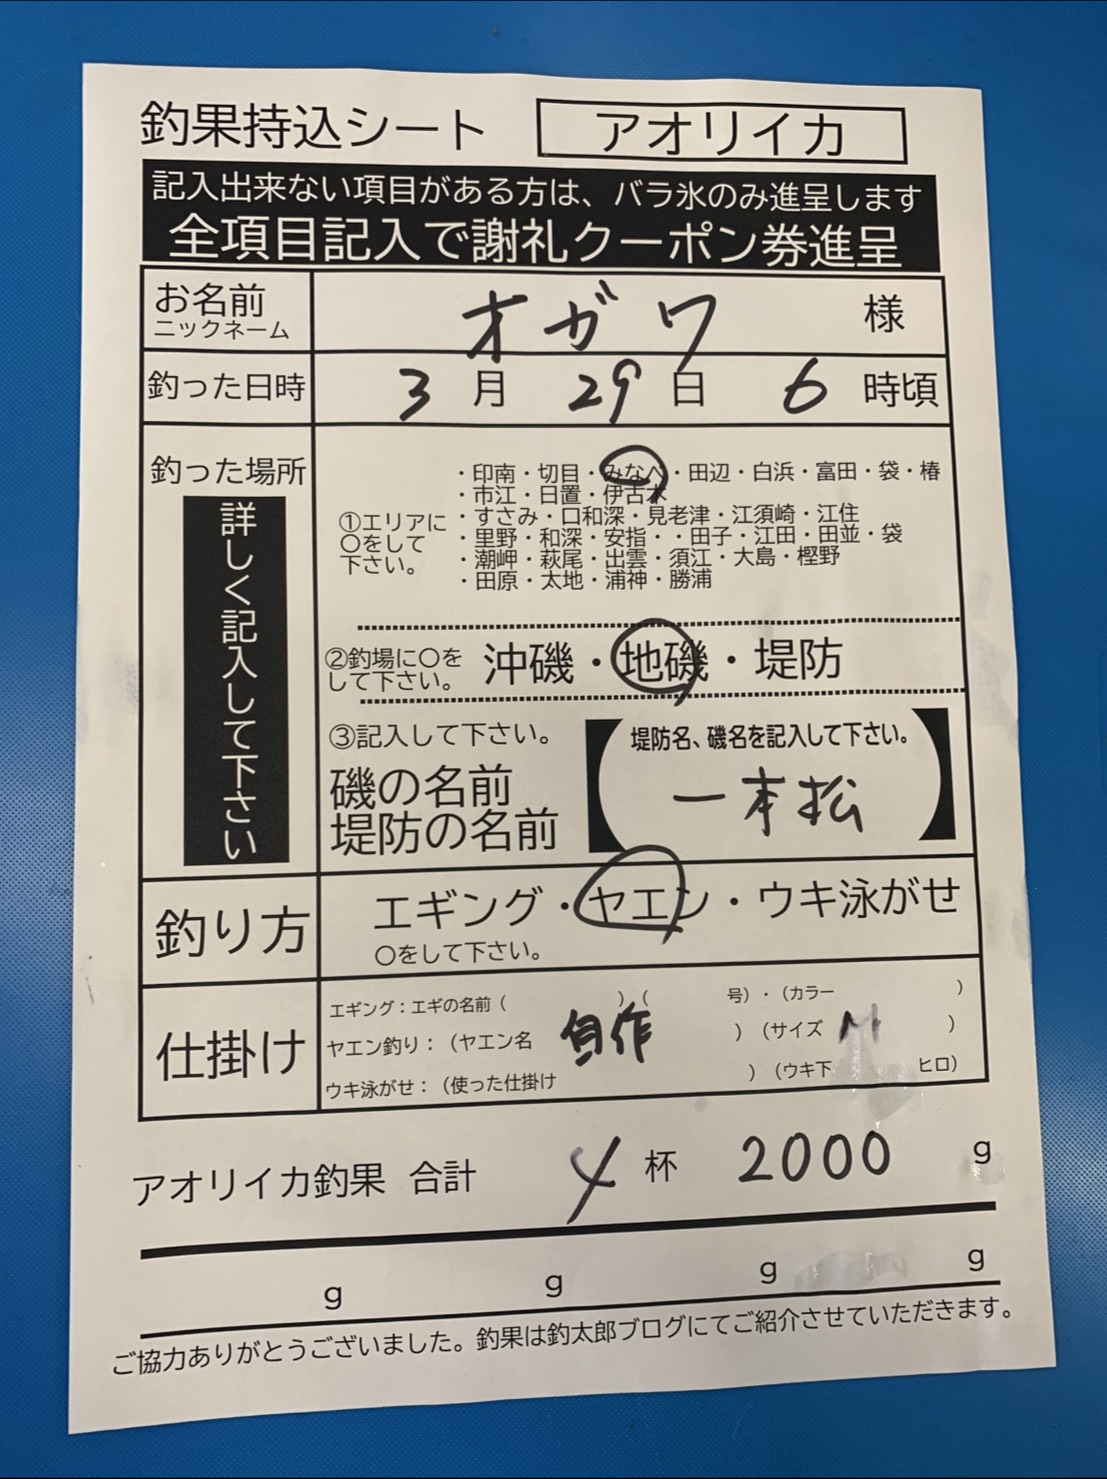 釣果持込シート
アオリイカ
記入出来ない項目がある方は、バラ氷のみ進呈します
全項目記入で謝礼クーポン券進呈
お名前
ニックネーム
オガワ 様
釣った日時
3月 29日 6時頃
釣った場所
詳しく記入して下さい
①エリアに
〇をして
下さい。
・印南・切目・みなべ・田辺・白浜・富田・袋・椿
・市江・日置・伊古木
・すさみ・口和深・見老津・江須崎・江住
・里野・和深・安指・・田子・江田・田並・袋
・潮岬・萩尾・出雲・須江・大島・樫野
・田原・太地・浦神・勝浦
②釣場に〇を
して下さい。
沖磯・地磯・堤防
③記入して下さい。
磯の名前
堤防の名前
【堤防名、磯名を記入して下さい。
一本松】
釣り方
エギング・ヤエン・ウキ泳がせ
〇をして下さい。
仕掛け
エギング：エギの名前（ ）（ 号）・（カラー ）
ヤエン釣り：（ヤエン名 自作 ）（サイズ M ）
ウキ泳がせ：（使った仕掛け ）（ウキ下 ヒロ）
アオリイカ釣果 合計 4杯 2000 g
g g g g
ご協力ありがとうございました。釣果は釣太郎ブログにてご紹介させていただきます。